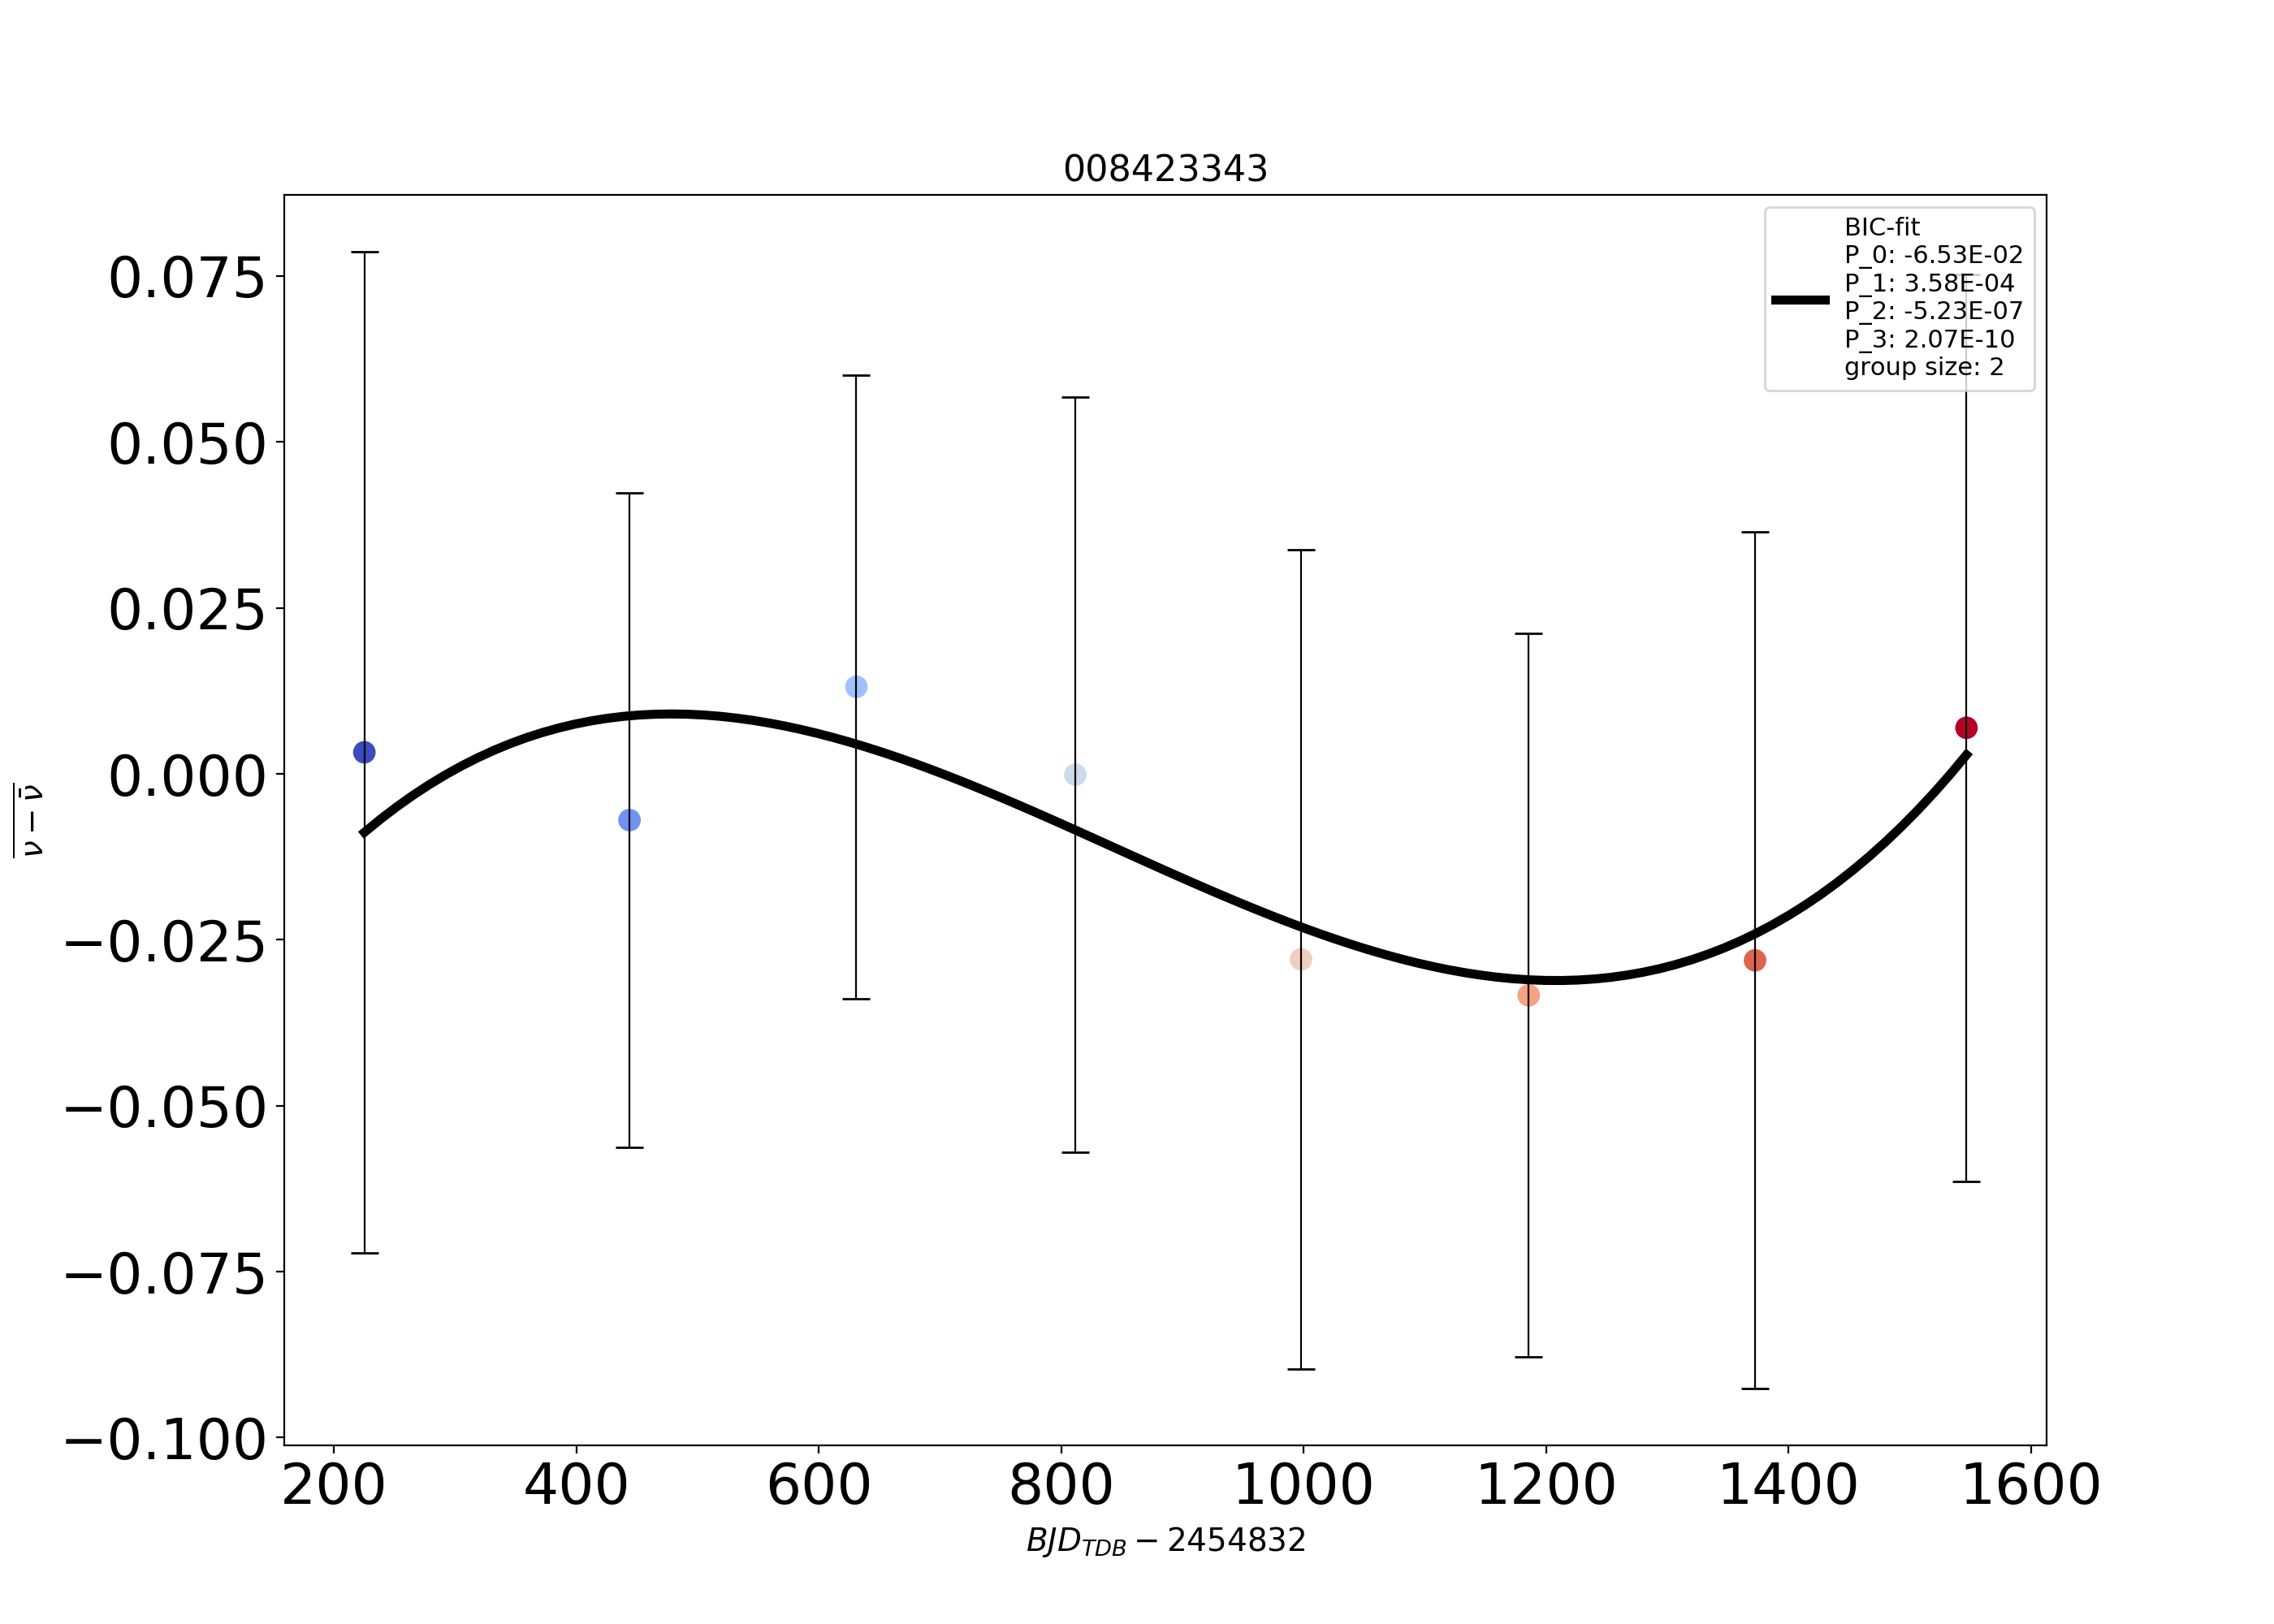 008423343
BIC-fit
P_0: -6.53E-02
P_1: 3.58E-04
P_2: -5.23E-07
P_3: 2.07E-10
group size: 2
0.075
0.050
0.025
0.000
−0.025
−0.050
−0.075
−0.100
ν − ν̄
200 400 600 800 1000 1200 1400 1600
BJD_TDB − 2454832